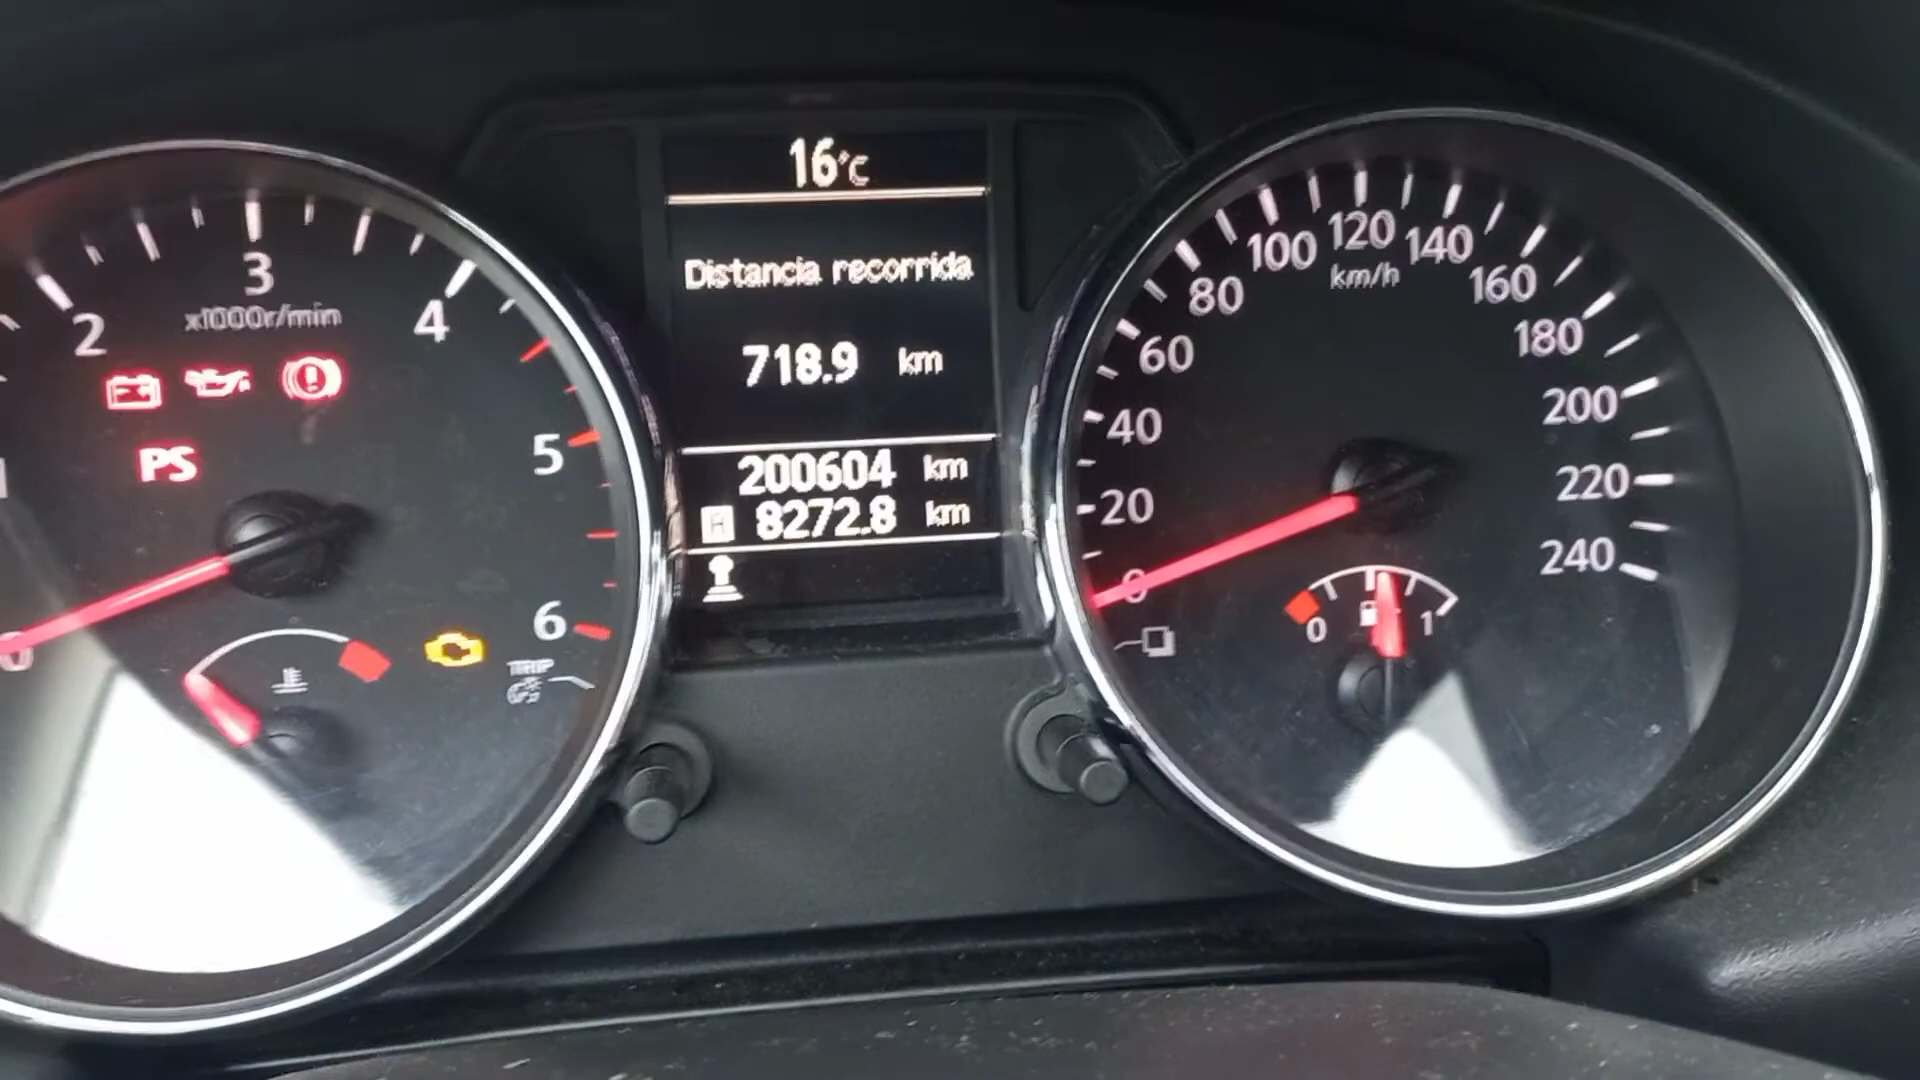 16°C
Distancia recorrida
718.9 km
200604 km
A 8272.8 km
0
2
3
4
5
6
x1000r/min
PS
TRIP
0
20
40
60
80
100
120
140
160
180
200
220
240
km/h
0
1